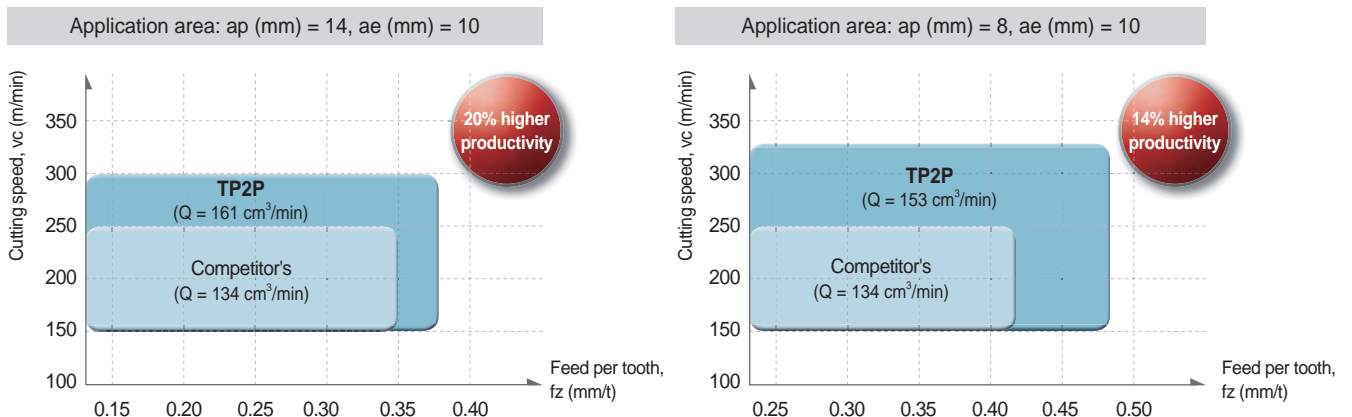 Application area: ap (mm) = 14, ae (mm) = 10
Cutting speed, vc (m/min)
350
300
250
200
150
100
20% higher
productivity
TP2P
(Q = 161 cm³/min)
Competitor's
(Q = 134 cm³/min)
0.15 0.20 0.25 0.30 0.35 0.40
Feed per tooth,
fz (mm/t)
Application area: ap (mm) = 8, ae (mm) = 10
Cutting speed, vc (m/min)
350
300
250
200
150
100
14% higher
productivity
TP2P
(Q = 153 cm³/min)
Competitor's
(Q = 134 cm³/min)
0.25 0.30 0.35 0.40 0.45 0.50
Feed per tooth,
fz (mm/t)